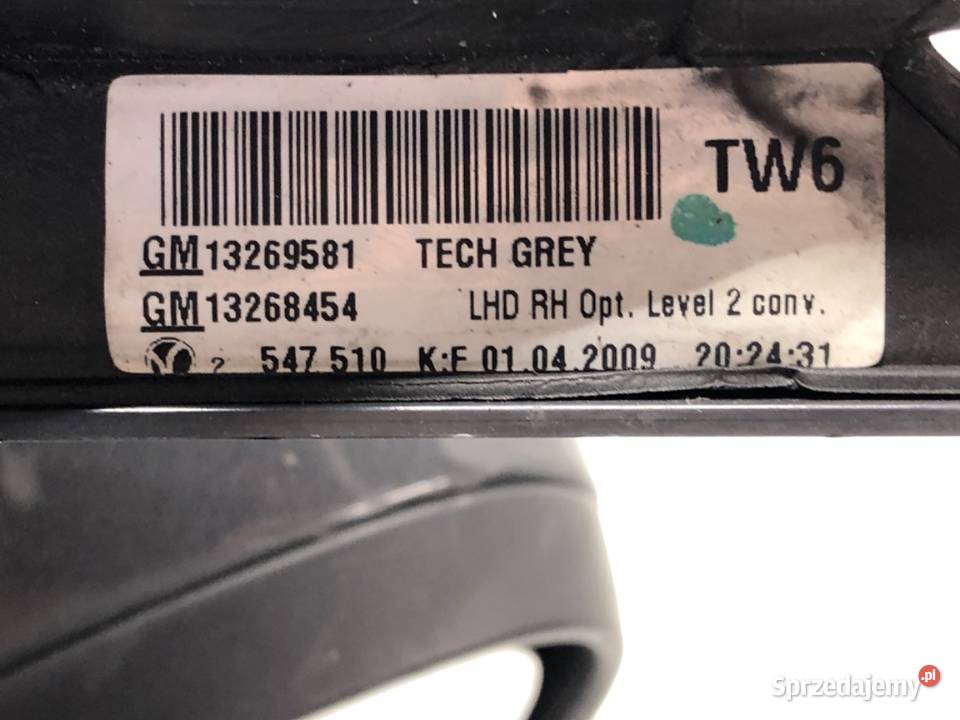 TW6
GM13269581 TECH GREY
GM13268454 LHD RH Opt. Level 2 conv.
2 547 510 K:F 01.04.2009 20:24:31
Sprzedajemy.pl